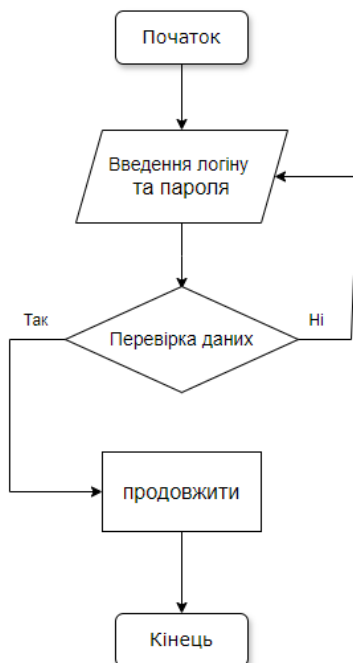 Початок
Введення логіну
та пароля
Так
Ні
Перевірка даних
продовжити
Кінець